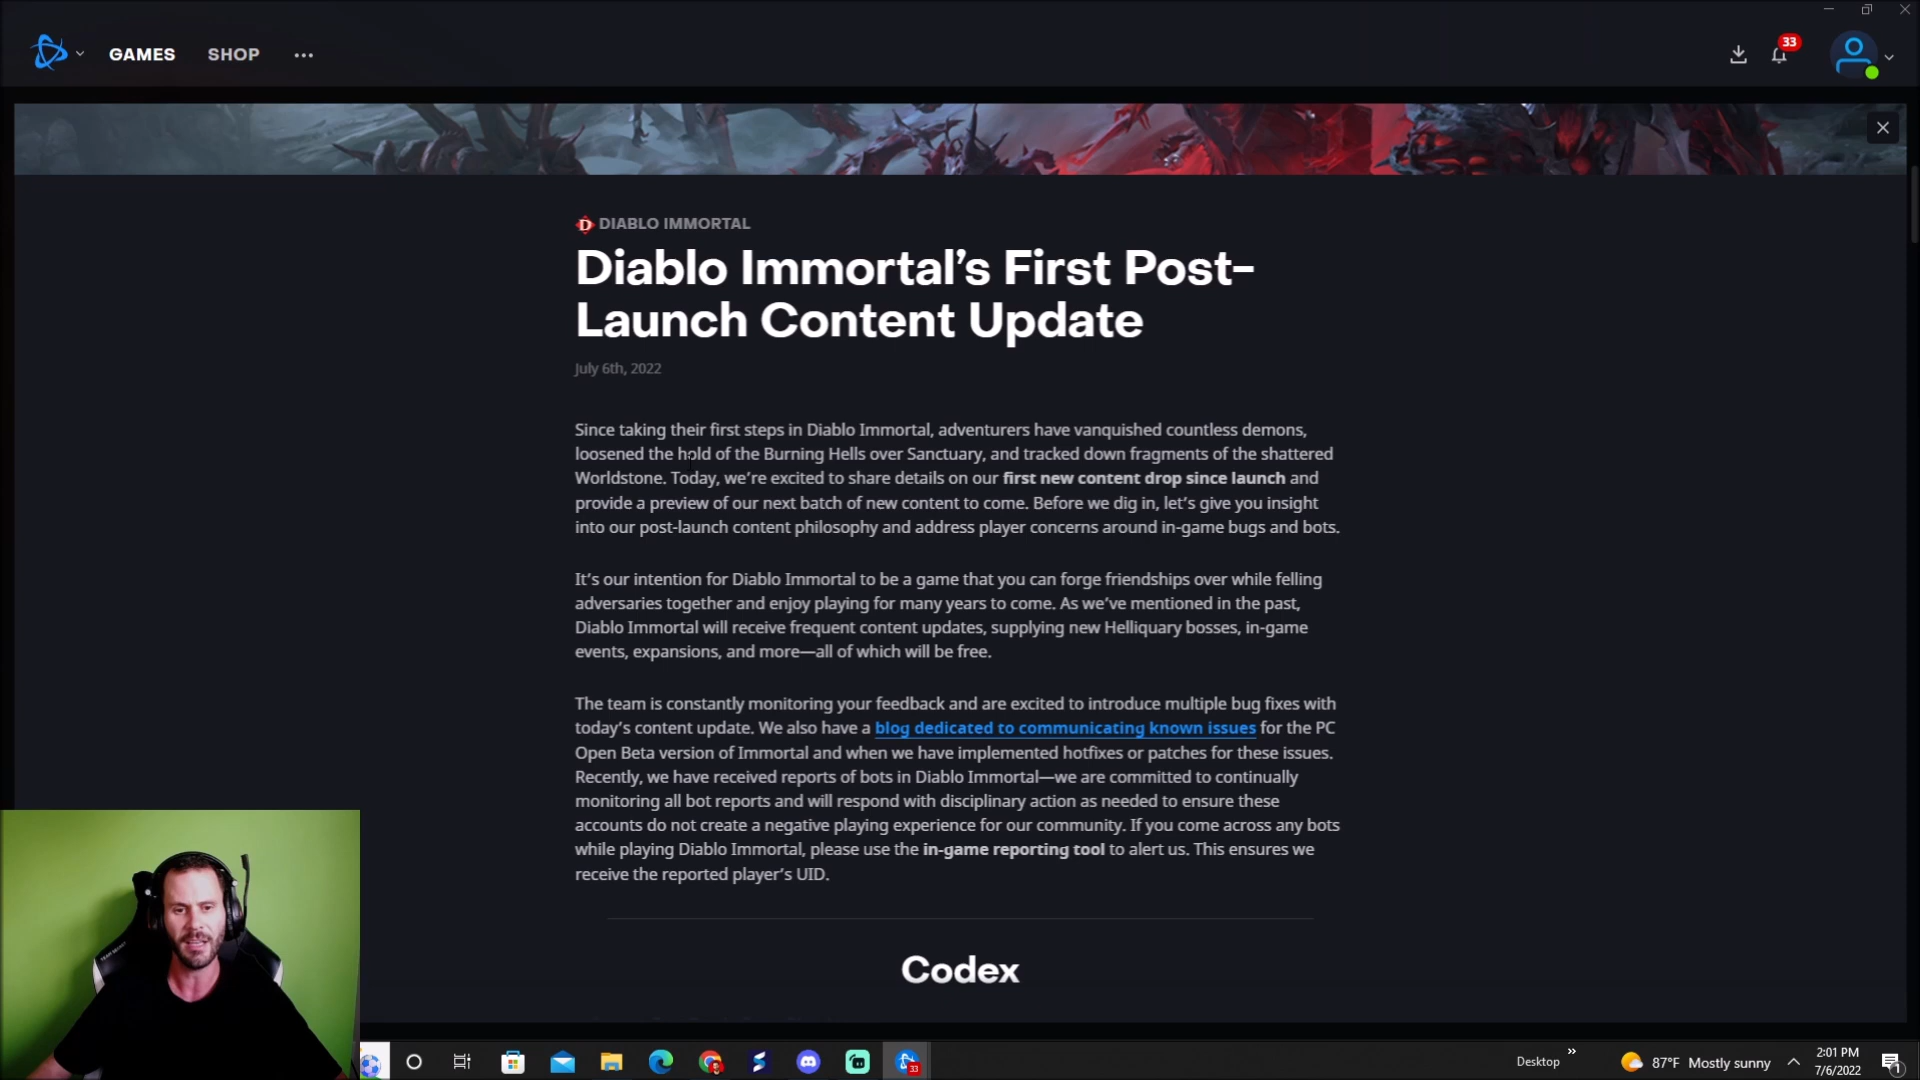 GAMES SHOP
33
DIABLO IMMORTAL
Diablo Immortal's First Post-
Launch Content Update
July 6th, 2022
Since taking their first steps in Diablo Immortal, adventurers have vanquished countless demons,
loosened the hold of the Burning Hells over Sanctuary, and tracked down fragments of the shattered
Worldstone. Today, we're excited to share details on our first new content drop since launch and
provide a preview of our next batch of new content to come. Before we dig in, let's give you insight
into our post-launch content philosophy and address player concerns around in-game bugs and bots.
It's our intention for Diablo Immortal to be a game that you can forge friendships over while felling
adversaries together and enjoy playing for many years to come. As we've mentioned in the past,
Diablo Immortal will receive frequent content updates, supplying new Helliquary bosses, in-game
events, expansions, and more—all of which will be free.
The team is constantly monitoring your feedback and are excited to introduce multiple bug fixes with
today's content update. We also have a blog dedicated to communicating known issues for the PC
Open Beta version of Immortal and when we have implemented hotfixes or patches for these issues.
Recently, we have received reports of bots in Diablo Immortal—we are committed to continually
monitoring all bot reports and will respond with disciplinary action as needed to ensure these
accounts do not create a negative playing experience for our community. If you come across any bots
while playing Diablo Immortal, please use the in-game reporting tool to alert us. This ensures we
receive the reported player's UID.
Codex
33
Desktop
87°F Mostly sunny
2:01 PM
7/6/2022
1